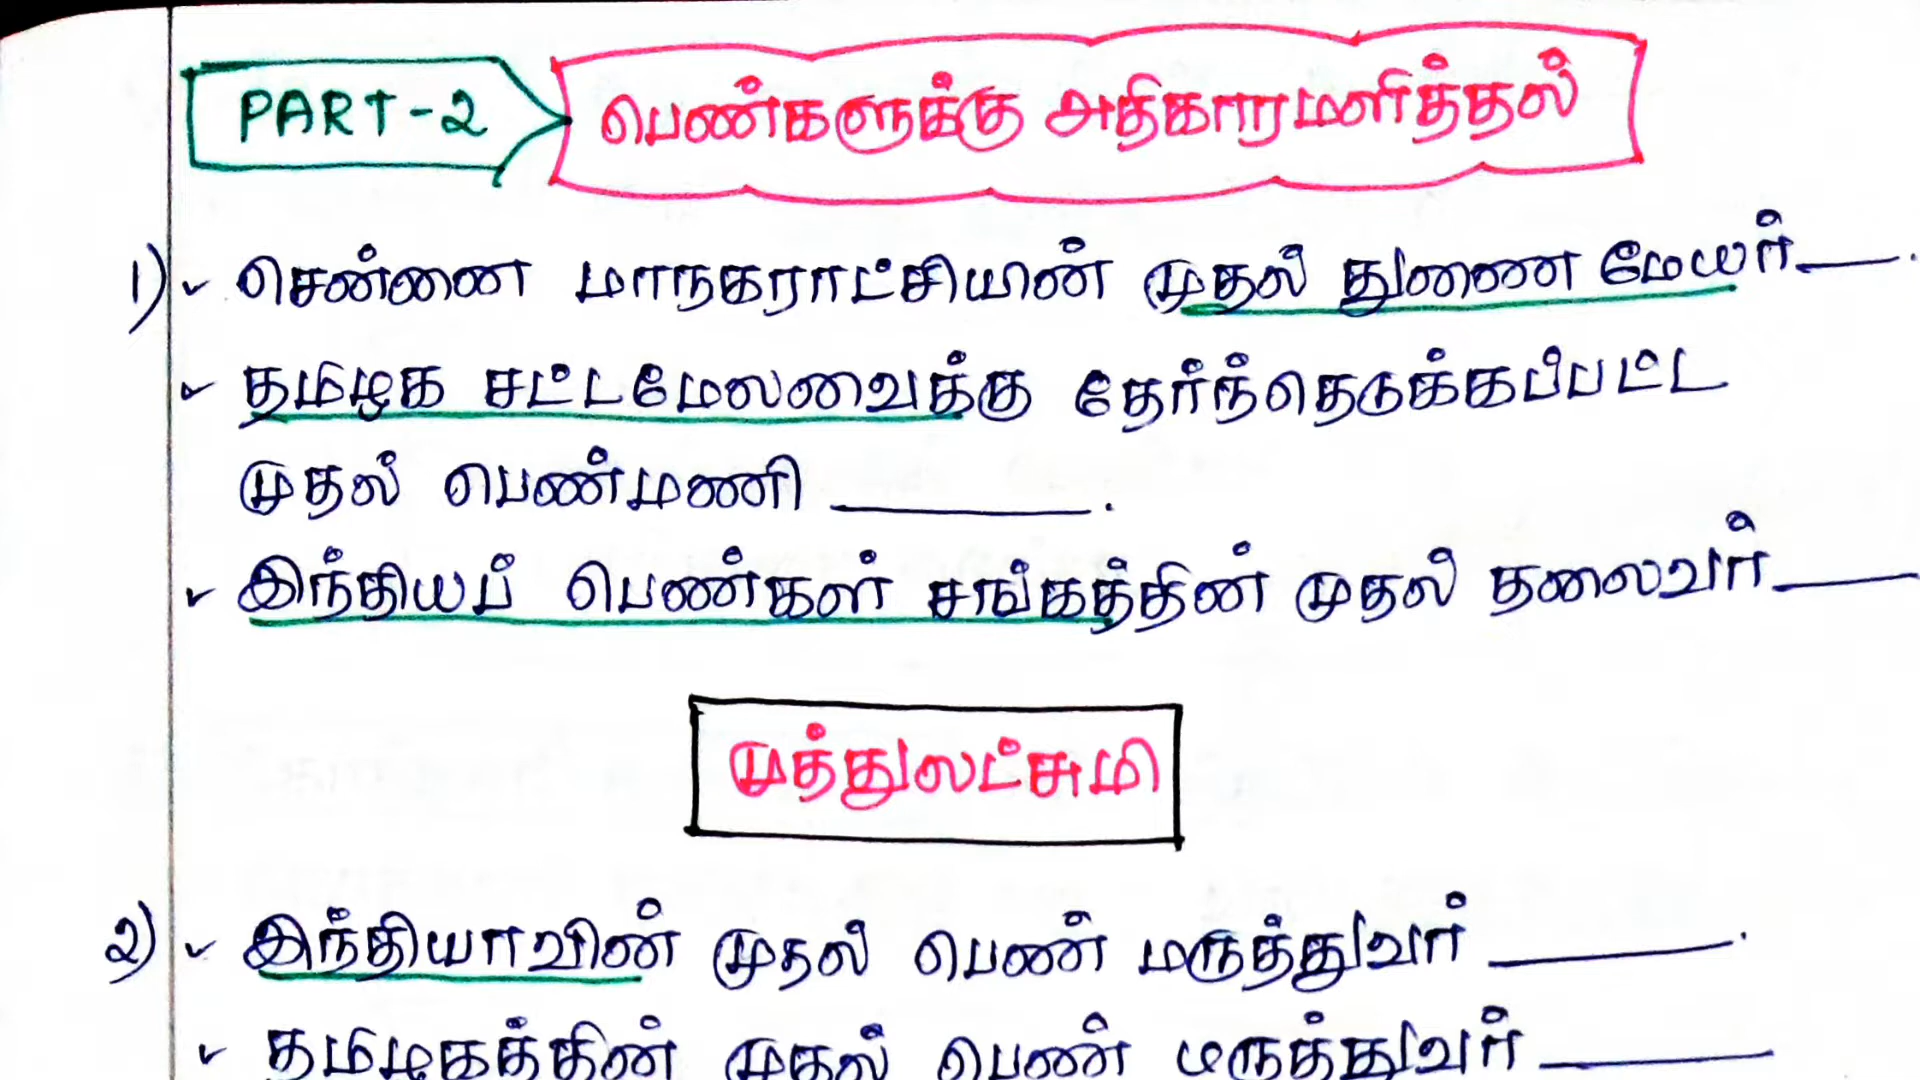 PART-2 பெண்களுக்கு அதிகாரமளித்தல்
1) சென்னை மாநகராட்சியின் முதல் துணை மேயர் ____.
தமிழக சட்டமேலவைக்கு தேர்ந்தெடுக்கப்பட்ட
முதல் பெண்மணி ____.
இந்தியப் பெண்கள் சங்கத்தின் முதல் தலைவர் ____
முத்துலட்சுமி
2) இந்தியாவின் முதல் பெண் மருத்துவர் ____.
தமிழகத்தின் முதல் பெண் மருத்துவர் ____